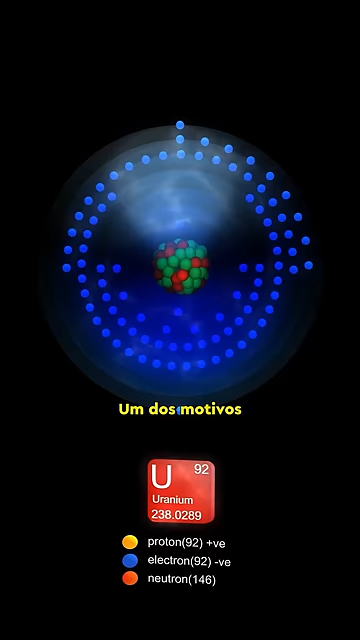 Um dos motivos
U 92
Uranium
238.0289
proton(92) +ve
electron(92) -ve
neutron(146)